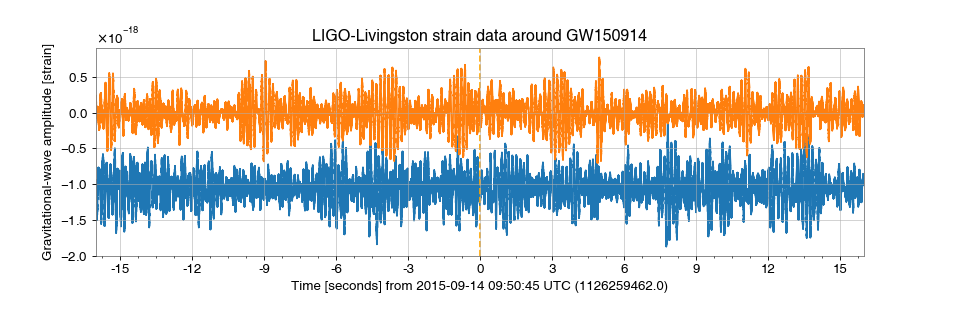 LIGO-Livingston strain data around GW150914
×10⁻¹⁸
Gravitational-wave amplitude [strain]
0.5
0.0
−0.5
−1.0
−1.5
−2.0
-15 -12 -9 -6 -3 0 3 6 9 12 15
Time [seconds] from 2015-09-14 09:50:45 UTC (1126259462.0)